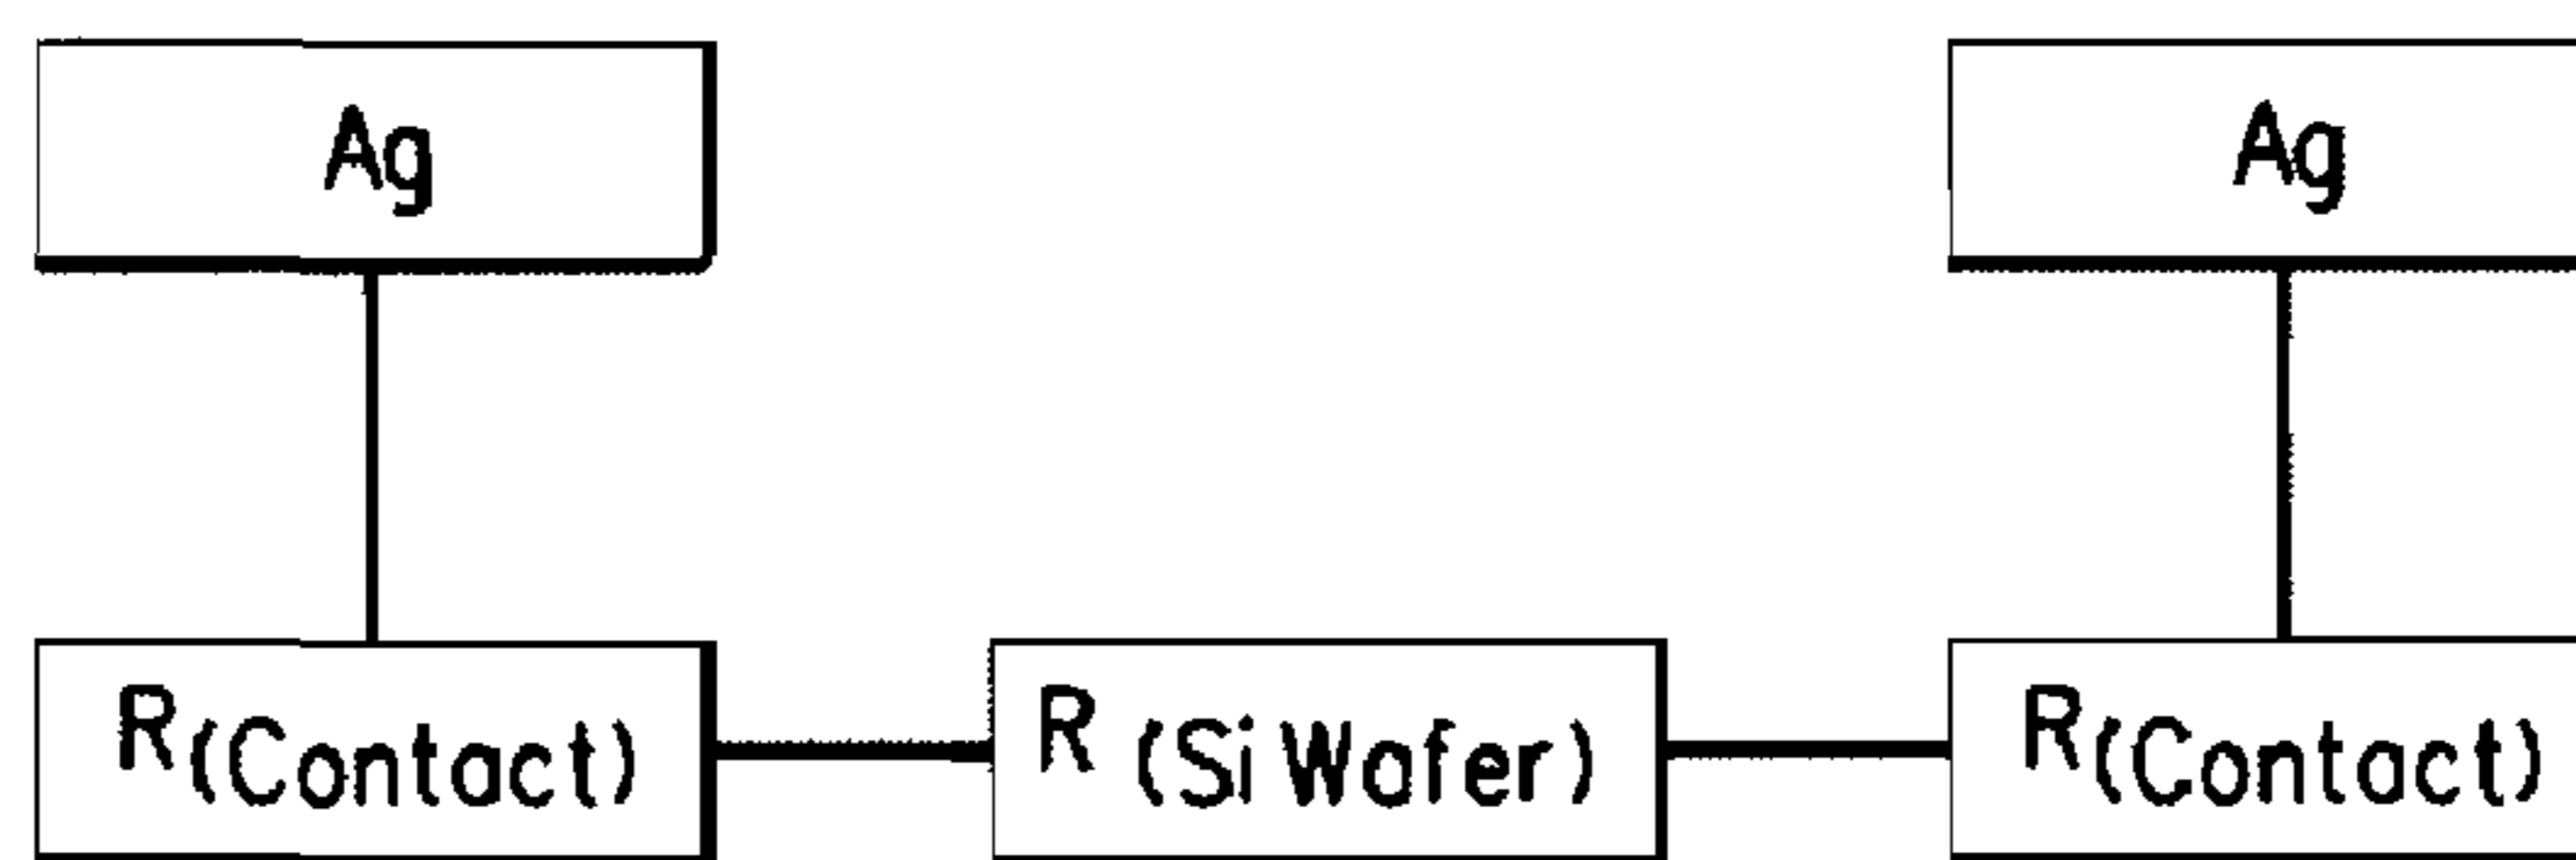 Ag
Ag
R(Contact)
R (Si Wafer)
R(Contact)